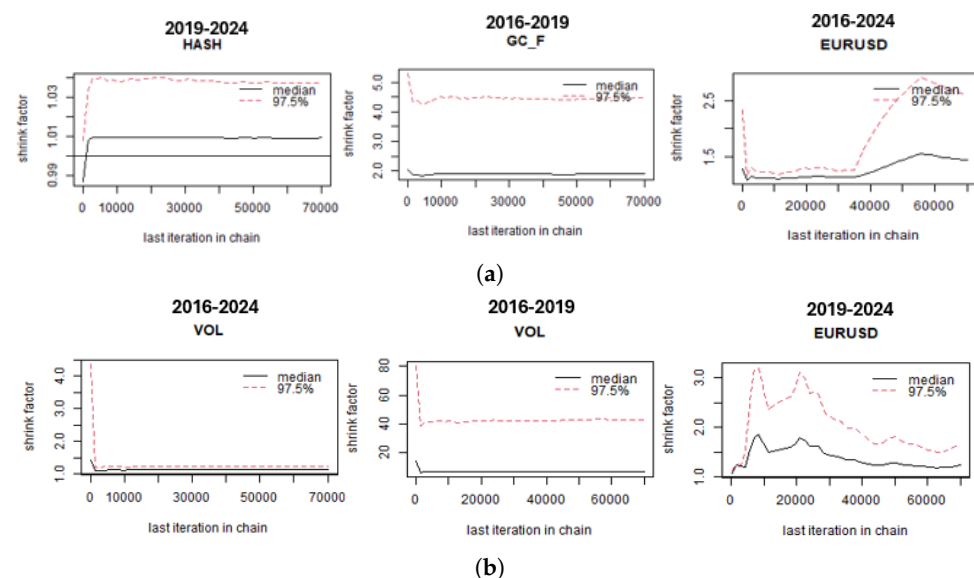 2019-2024
HASH
shrink factor
0.99 1.01 1.03
median
97.5%
0 10000 30000 50000 70000
last iteration in chain
2016-2019
GC_F
shrink factor
2.0 3.0 4.0 5.0
median
97.5%
0 10000 30000 50000 70000
last iteration in chain
2016-2024
EURUSD
shrink factor
1.5 2.5
median
97.5%
0 20000 40000 60000
last iteration in chain
(a)
2016-2024
VOL
shrink factor
1.0 2.0 3.0 4.0
median
97.5%
0 10000 30000 50000 70000
last iteration in chain
2016-2019
VOL
shrink factor
20 40 60 80
median
97.5%
0 20000 40000 60000
last iteration in chain
2019-2024
EURUSD
shrink factor
1.0 2.0 3.0
median
97.5%
0 20000 40000 60000
last iteration in chain
(b)